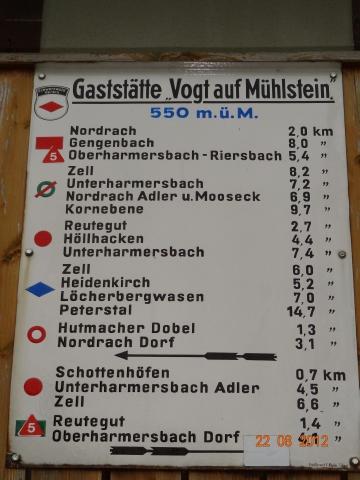 Gaststätte „Vogt auf Mühlstein“
550 m.ü.M.
Nordrach 2,0 km
Gengenbach 8,0 "
5 Oberharmersbach-Riersbach 5,4 "
Zell 8,2 "
Unterharmersbach 7,2 "
Nordrach Adler u. Mooseck 6,9 "
Kornebene 9,7 "
Reutegut 2,7 "
Höllhacken 4,4 "
Unterharmersbach 7,4 "
Zell 6,0 "
Heidenkirch 5,2 "
Löcherbergwasen 7,0 "
Peterstal 14,7 "
Hutmacher Dobel 1,3 "
Nordrach Dorf 3,1 "
Schottenhöfen 0,7 km
Unterharmersbach Adler 4,5 "
Zell 6,6 "
5 Reutegut 1,4 "
Oberharmersbach Dorf "
22 08 2012